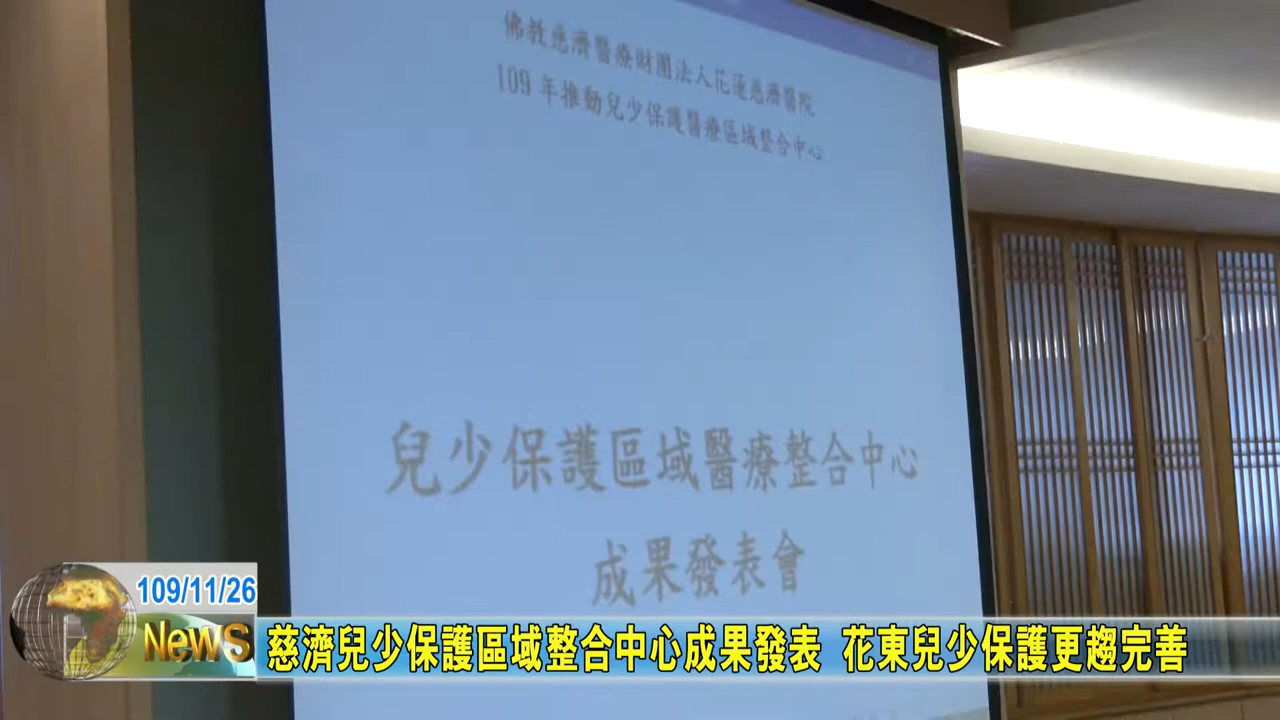 佛教慈濟醫療財團法人花蓮慈濟醫院
109 年推動兒少保護醫療區域整合中心
兒少保護區域醫療整合中心
成果發表會
109/11/26
NewS
慈濟兒少保護區域整合中心成果發表 花東兒少保護更趨完善